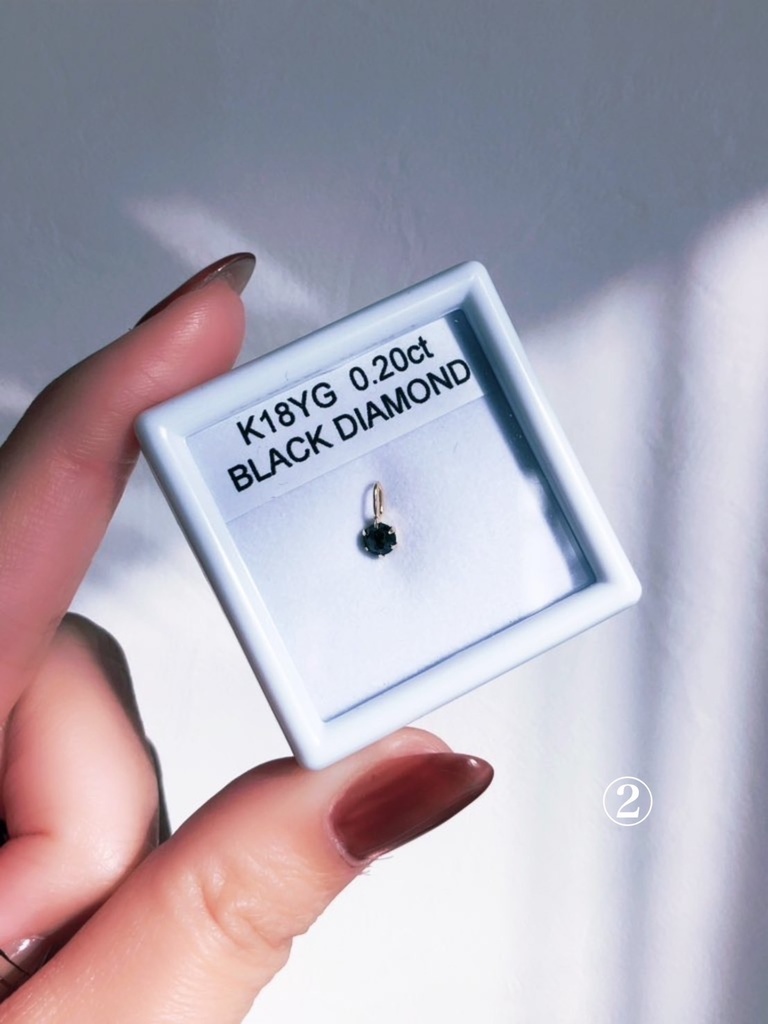 K18YG 0.20ct
BLACK DIAMOND
②